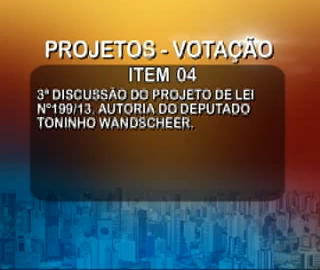 PROJETOS - VOTAÇÃO
ITEM 04
3ª DISCUSSÃO DO PROJETO DE LEI
Nº199/13, AUTORIA DO DEPUTADO
TONINHO WANDSCHEER.